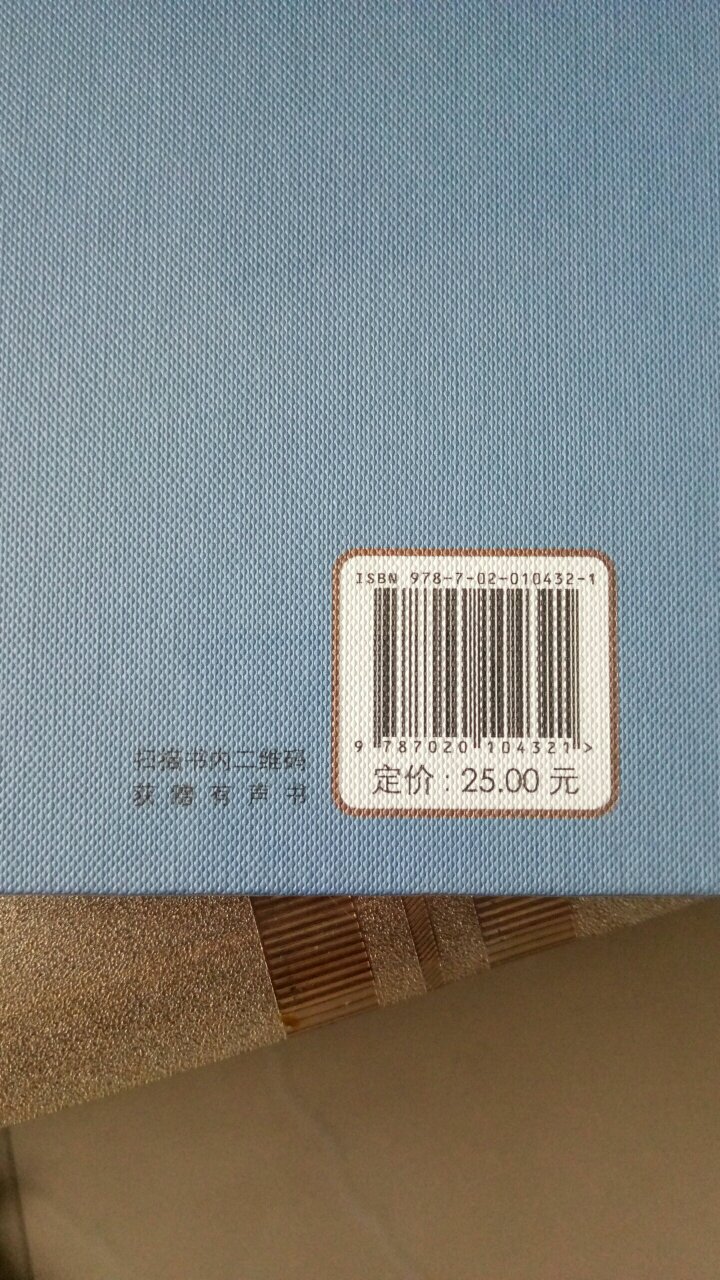 ISBN 978-7-02-010432-1
9 787020 104321 >
定价：25.00 元
扫描书内二维码
获赠有声书